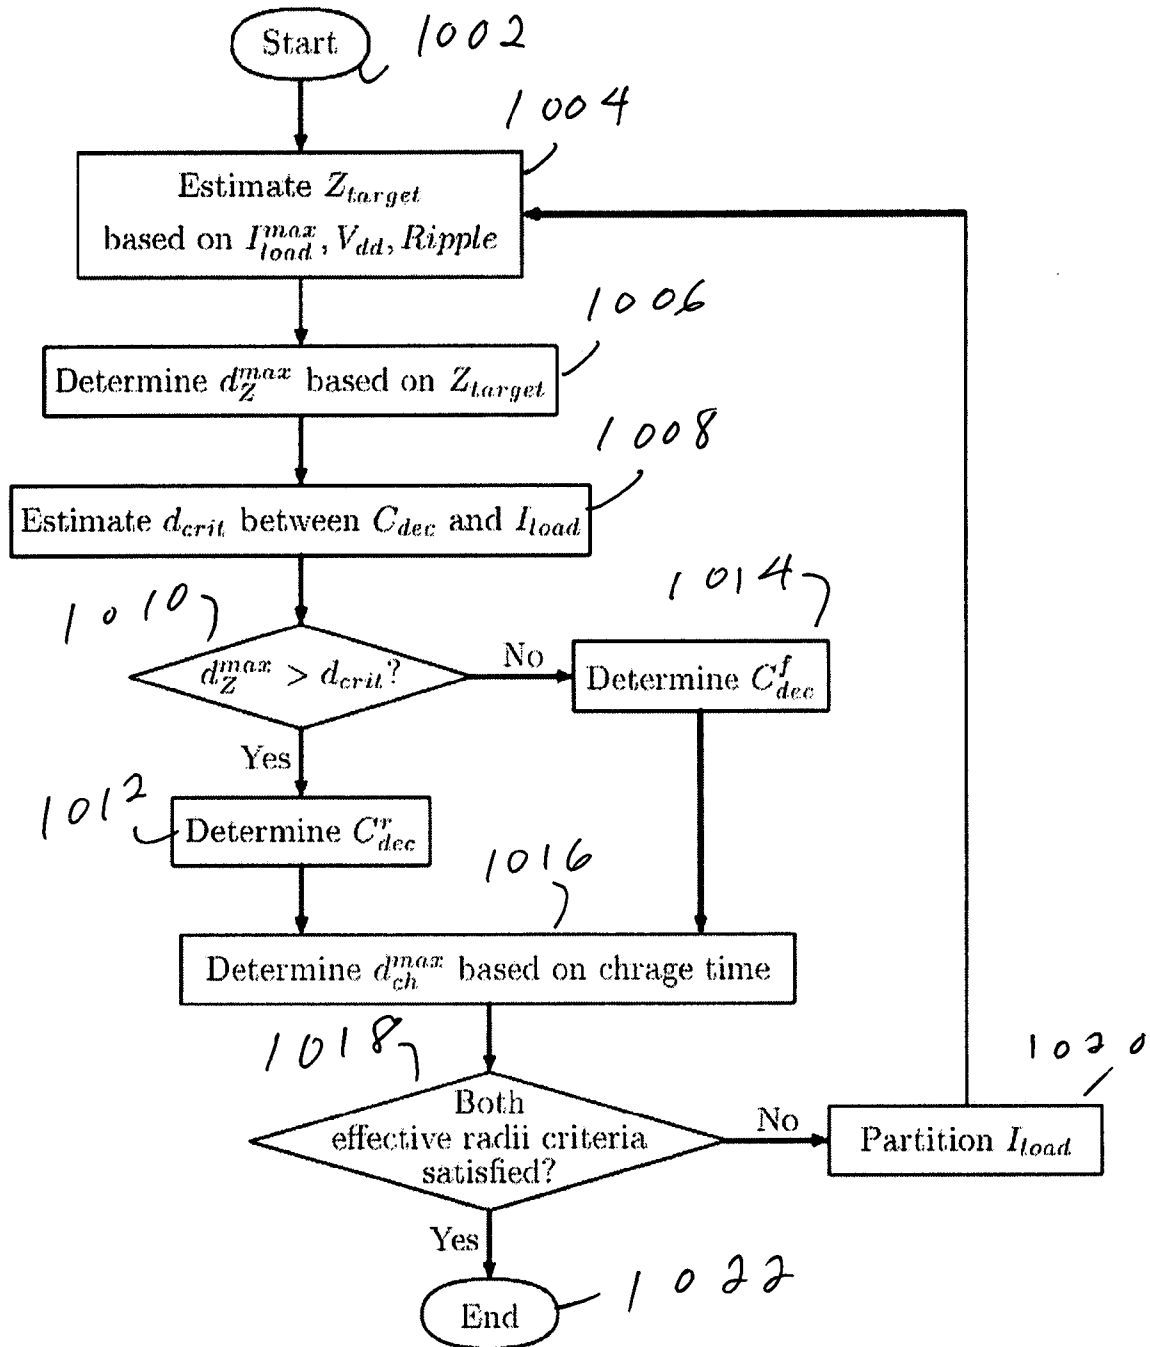 Start
1002
1004
Estimate Z_target
based on I_load^max, V_dd, Ripple
1006
Determine d_Z^max based on Z_target
1008
Estimate d_crit between C_dec and I_load
1010
1014
d_Z^max > d_crit?
No
Determine C_dec^f
Yes
1012
Determine C_dec^r
1016
Determine d_ch^max based on chrage time
1018
1020
Both
effective radii criteria
satisfied?
No
Partition I_load
Yes
1022
End